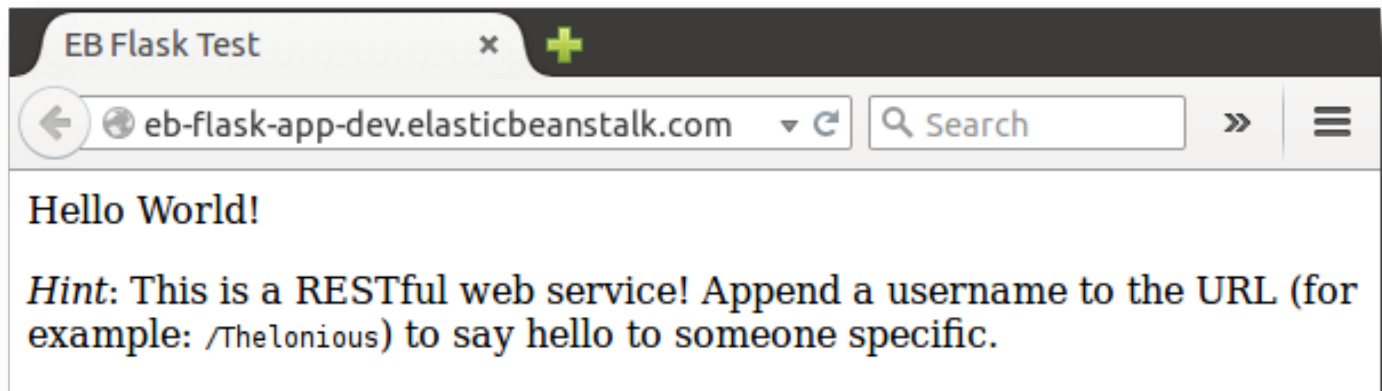 EB Flask Test
eb-flask-app-dev.elasticbeanstalk.com Search
Hello World!
Hint: This is a RESTful web service! Append a username to the URL (for
example: /Thelonious) to say hello to someone specific.